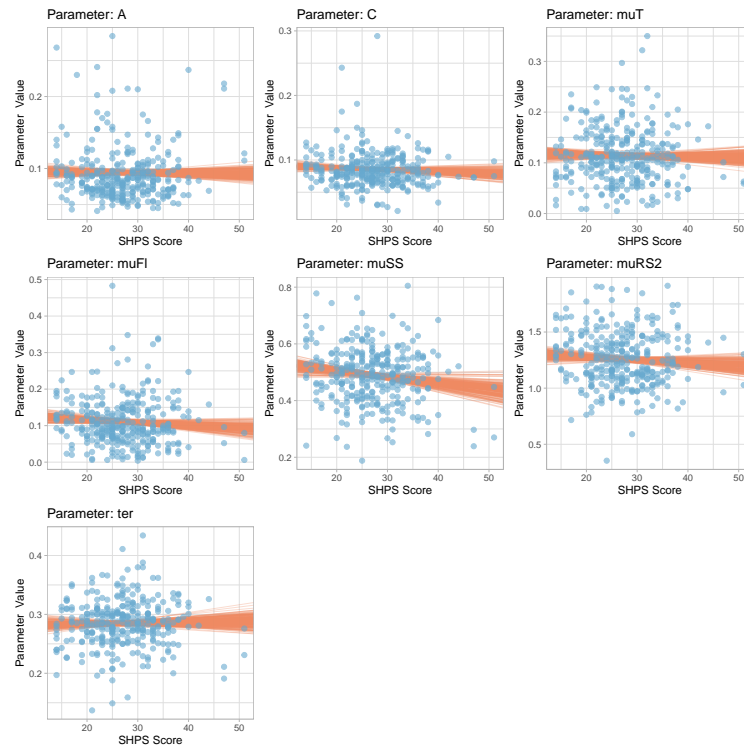 Parameter: A
Parameter Value
0.2
0.1
20 30 40 50
SHPS Score
Parameter: C
Parameter Value
0.3
0.2
0.1
0.0
20 30 40 50
SHPS Score
Parameter: muT
Parameter Value
0.3
0.2
0.1
0.0
20 30 40 50
SHPS Score
Parameter: muFl
Parameter Value
0.5
0.4
0.3
0.2
0.1
0.0
20 30 40 50
SHPS Score
Parameter: muSS
Parameter Value
0.8
0.6
0.4
0.2
20 30 40 50
SHPS Score
Parameter: muRS2
Parameter Value
1.5
1.0
0.5
20 30 40 50
SHPS Score
Parameter: ter
Parameter Value
0.4
0.3
0.2
20 30 40 50
SHPS Score